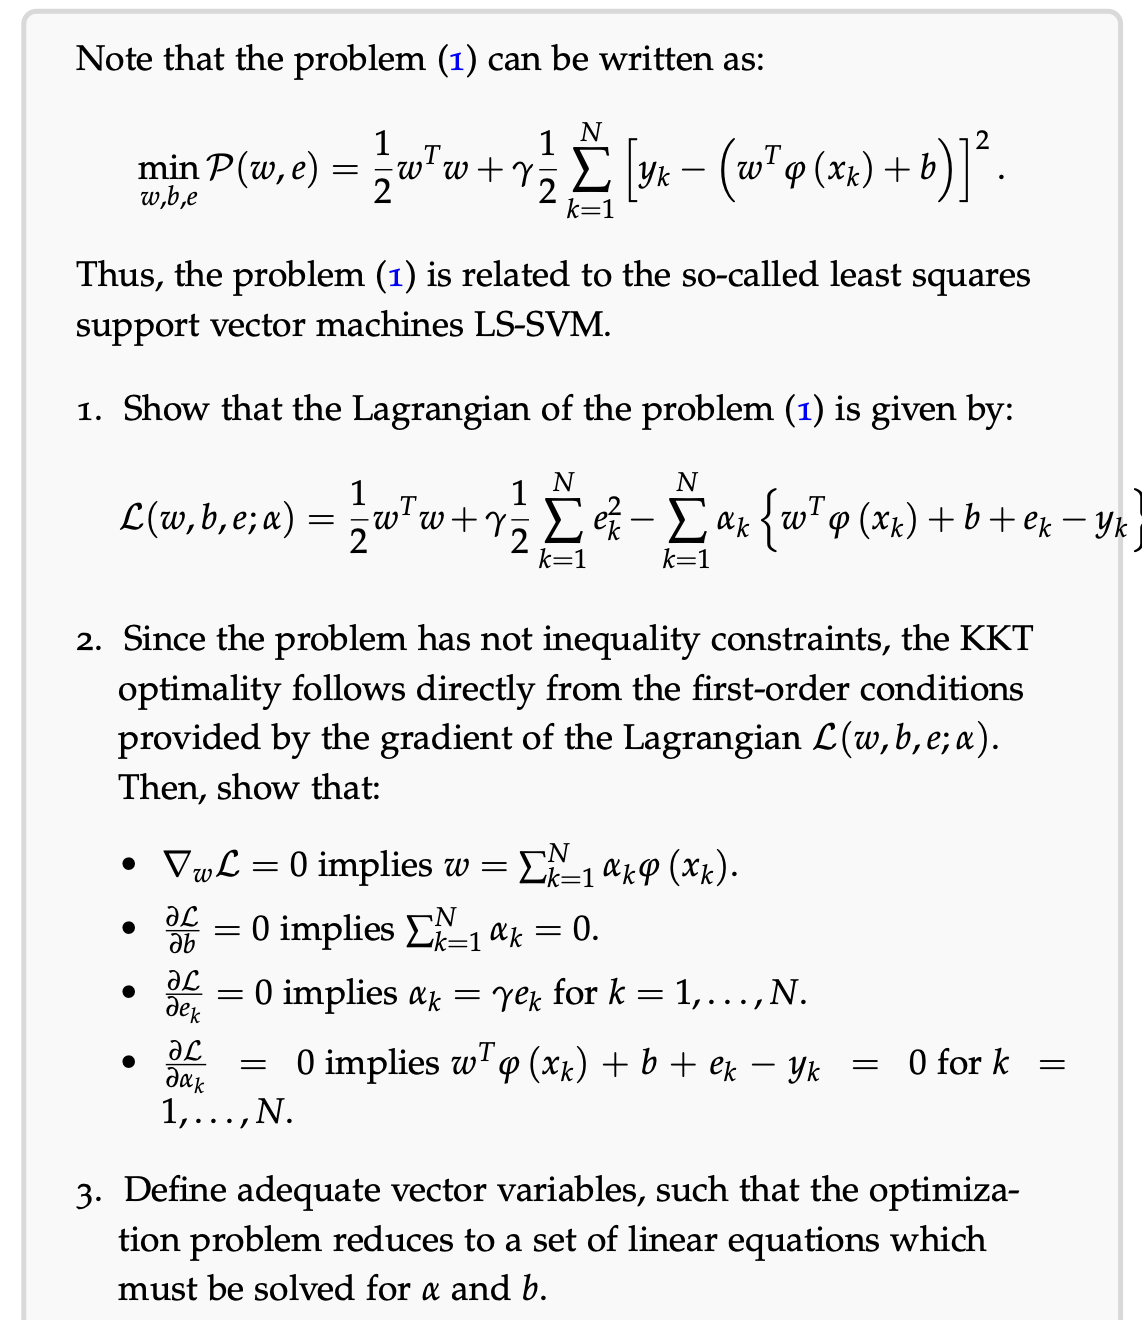 Note that the problem (1) can be written as:
min_{w,b,e} 𝒫(w, e) = 1/2 w^T w + γ 1/2 ∑_{k=1}^{N} [y_k − (w^T φ (x_k) + b)]^2 .
Thus, the problem (1) is related to the so-called least squares
support vector machines LS-SVM.
1. Show that the Lagrangian of the problem (1) is given by:
ℒ(w, b, e; α) = 1/2 w^T w + γ 1/2 ∑_{k=1}^{N} e_k^2 − ∑_{k=1}^{N} α_k {w^T φ (x_k) + b + e_k − y_k}
2. Since the problem has not inequality constraints, the KKT
optimality follows directly from the first-order conditions
provided by the gradient of the Lagrangian ℒ(w, b, e; α).
Then, show that:
• ∇_w ℒ = 0 implies w = ∑_{k=1}^{N} α_k φ (x_k).
• ∂ℒ/∂b = 0 implies ∑_{k=1}^{N} α_k = 0.
• ∂ℒ/∂e_k = 0 implies α_k = γe_k for k = 1, . . . , N.
• ∂ℒ/∂α_k = 0 implies w^T φ (x_k) + b + e_k − y_k = 0 for k =
1, . . . , N.
3. Define adequate vector variables, such that the optimiza-
tion problem reduces to a set of linear equations which
must be solved for α and b.